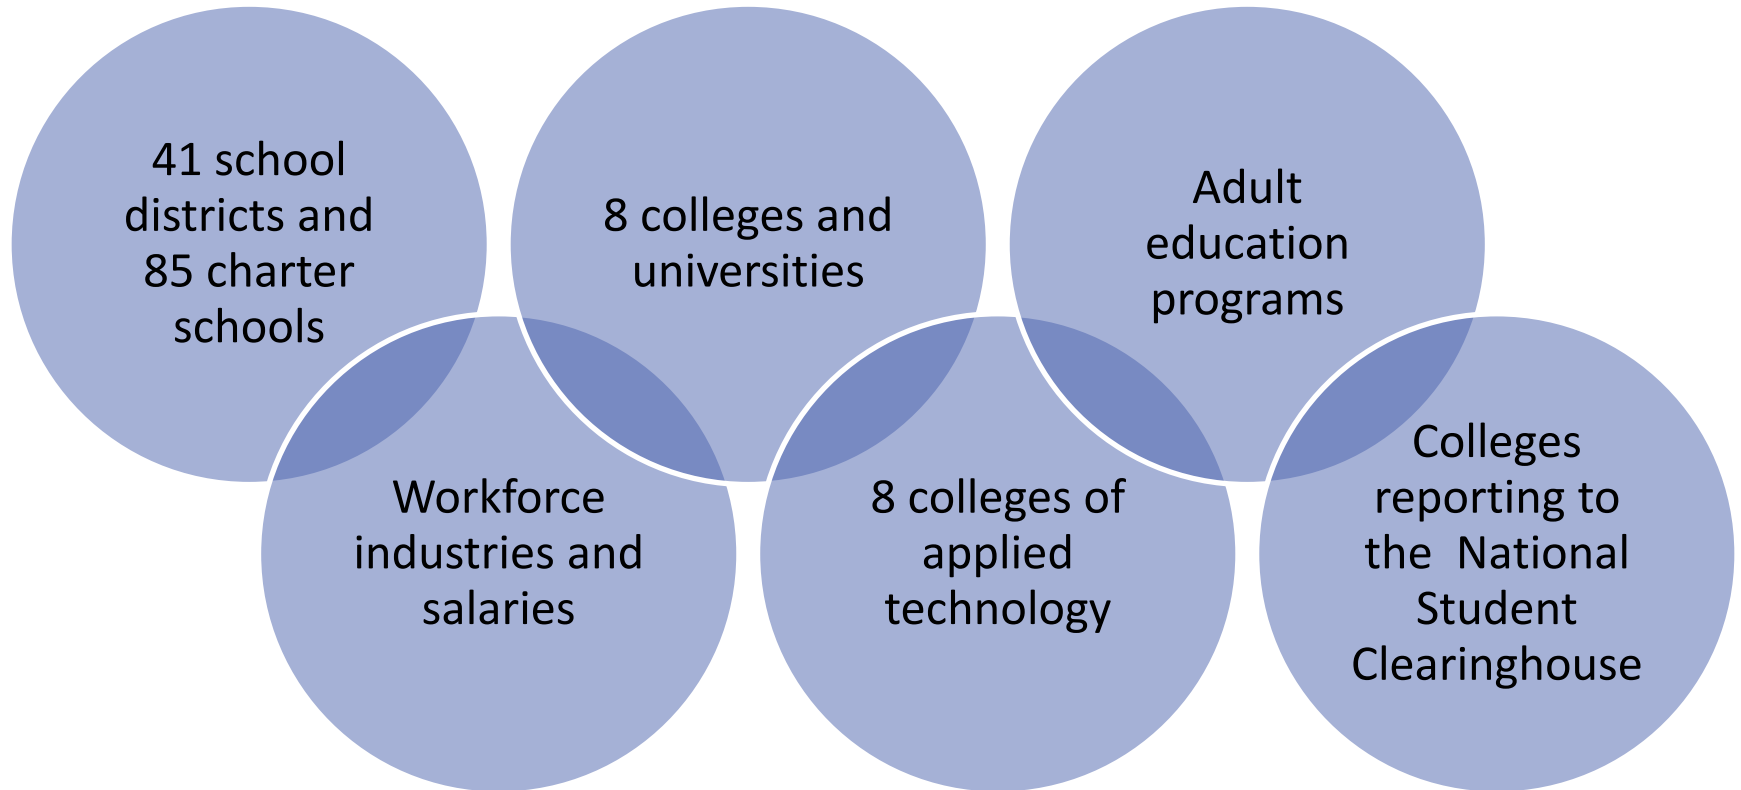 41 school
districts and
85 charter
schools
Workforce
industries and
salaries
8 colleges and
universities
8 colleges of
applied
technology
Adult
education
programs
Colleges
reporting to
the  National
Student
Clearinghouse